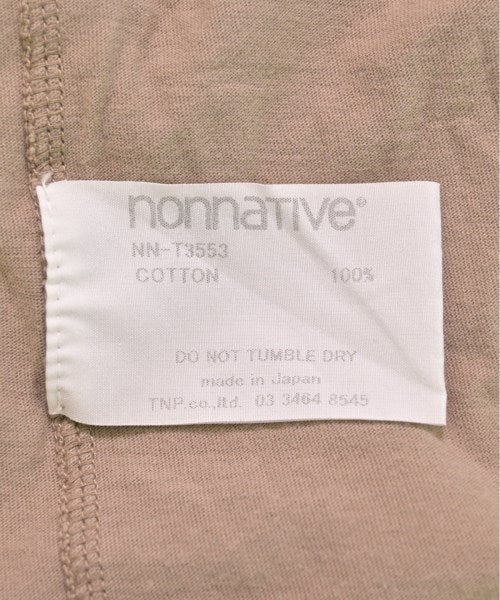 nonnative®
NN-T3553
COTTON 100%
DO NOT TUMBLE DRY
made in Japan
TNP.co.,ltd. 03 3464 8545